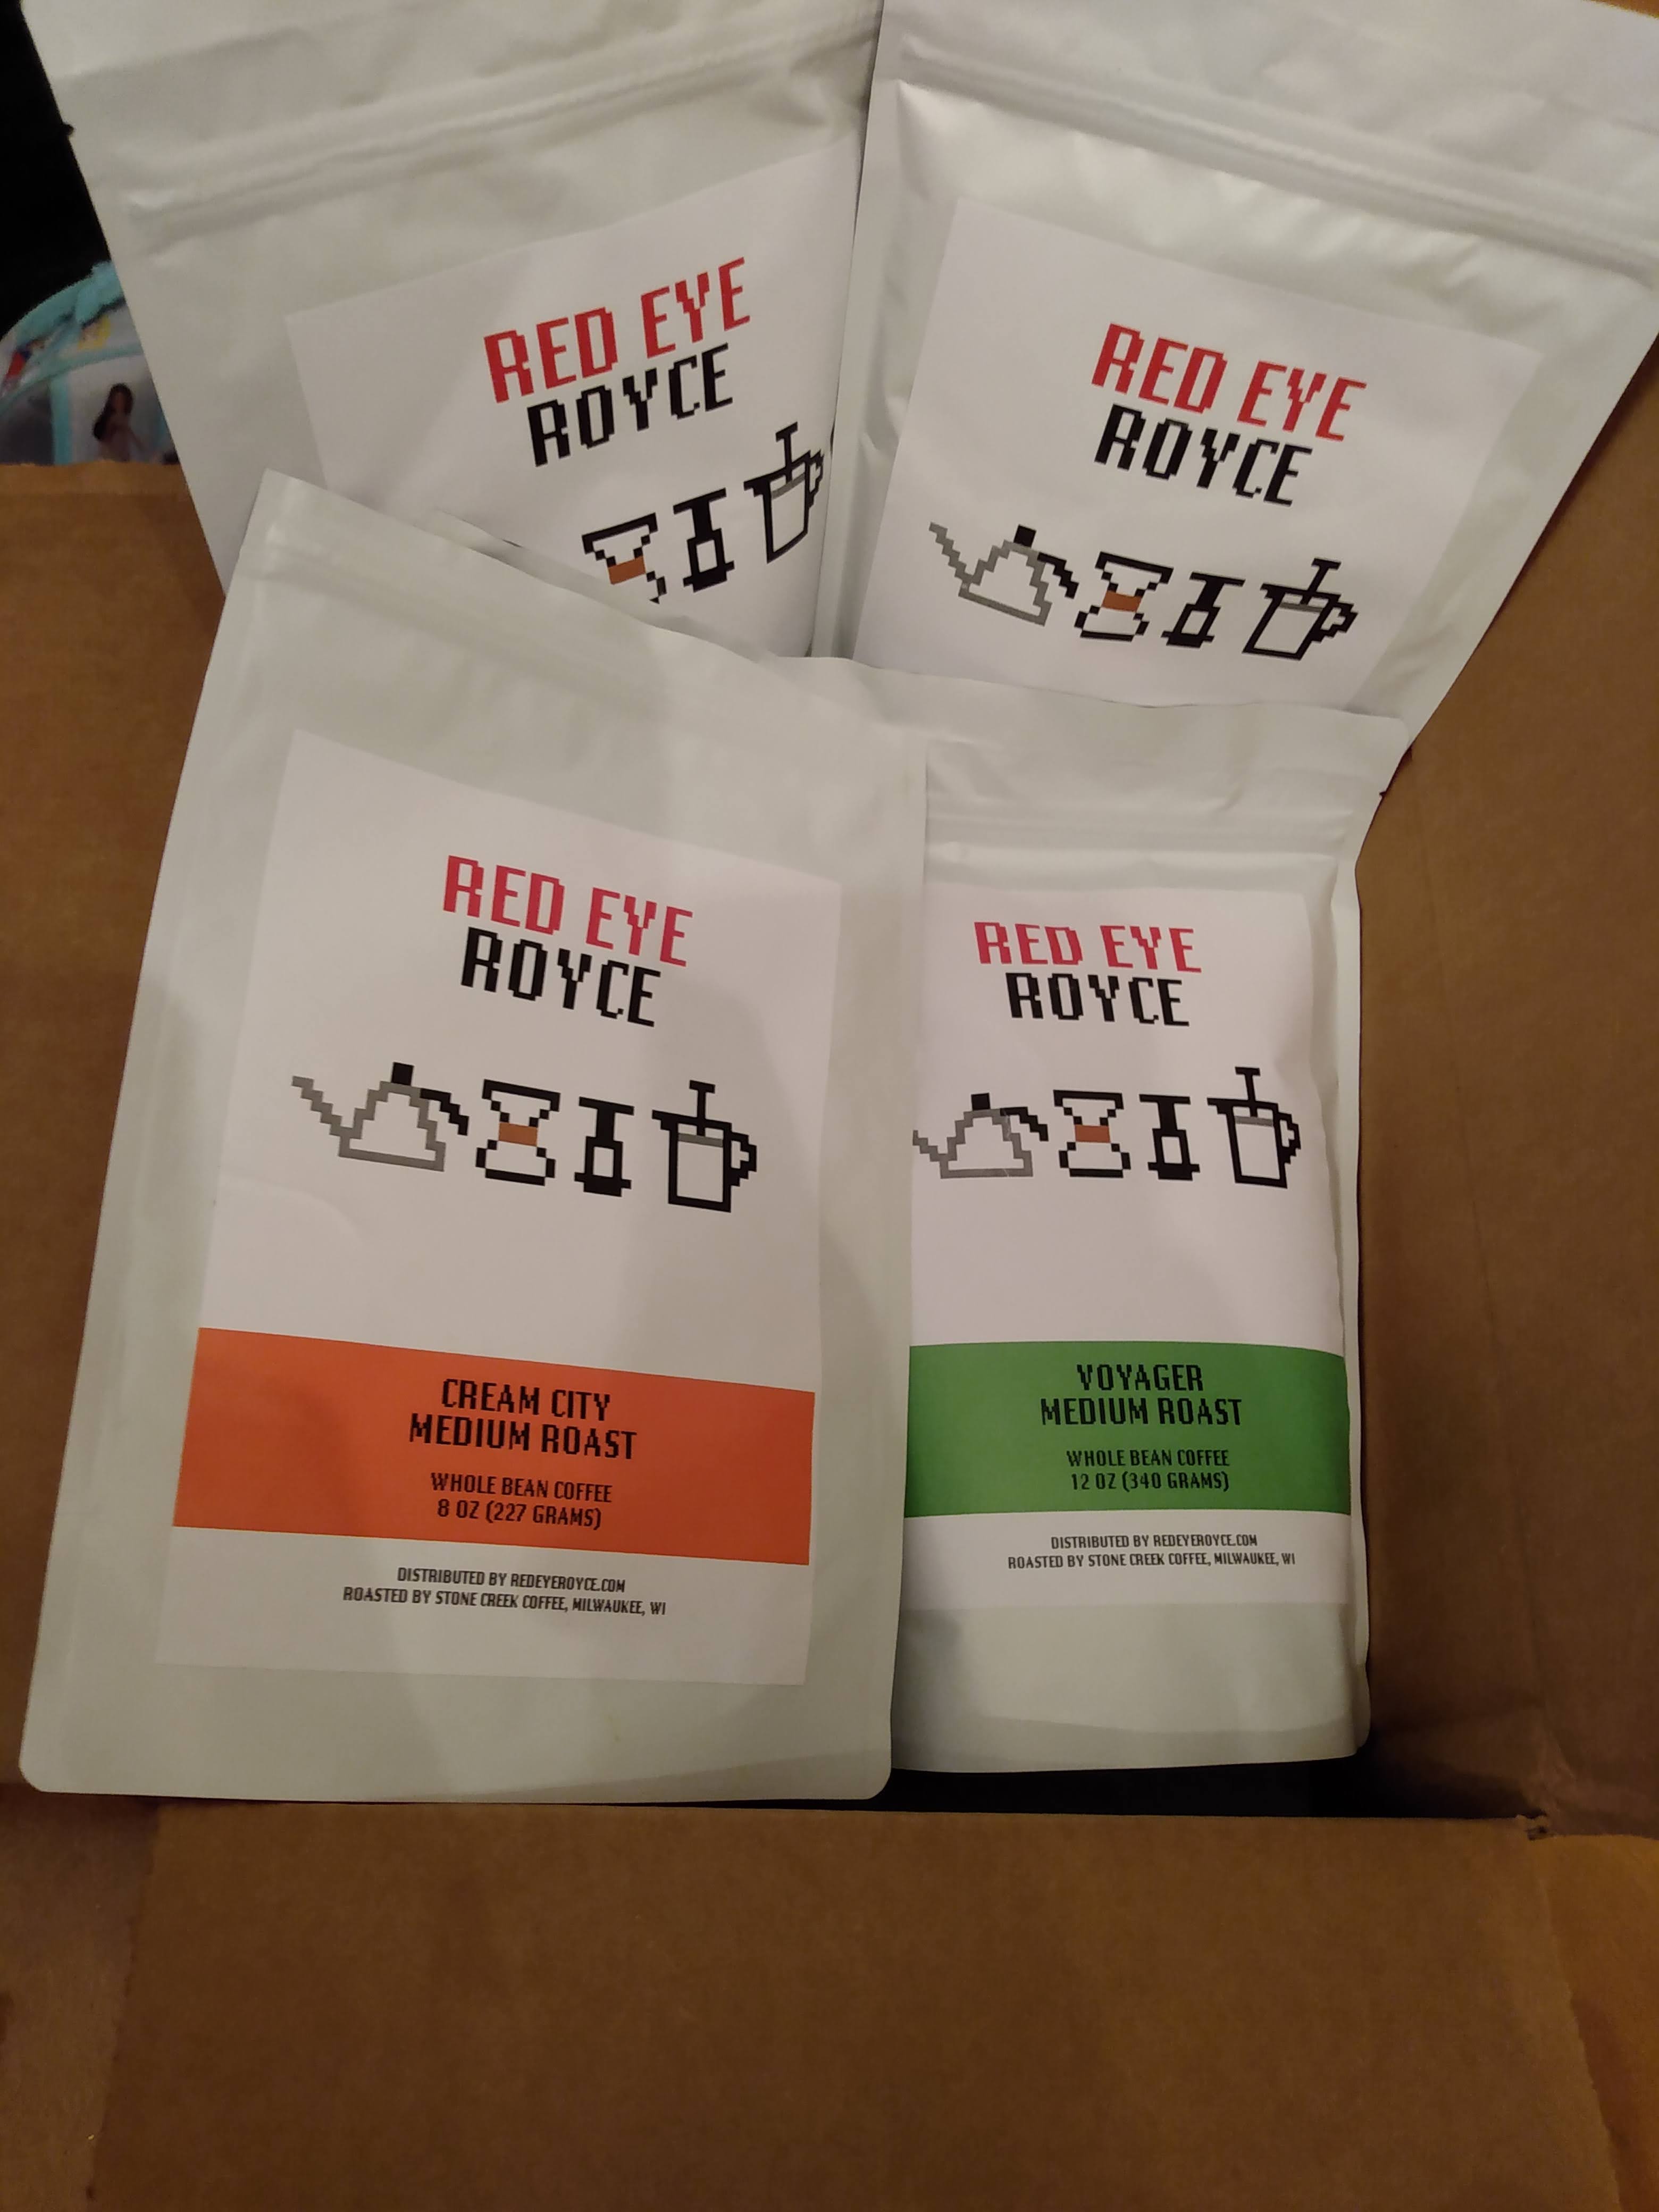 RED EYE
ROYCE
RED EYE
ROYCE
RED EYE
ROYCE
CREAM CITY
MEDIUM ROAST
WHOLE BEAN COFFEE
8 OZ (227 GRAMS)
DISTRIBUTED BY REDEYEROYCE.COM
ROASTED BY STONE CREEK COFFEE, MILWAUKEE, WI
RED EYE
ROYCE
VOYAGER
MEDIUM ROAST
WHOLE BEAN COFFEE
12 OZ (340 GRAMS)
DISTRIBUTED BY REDEYEROYCE.COM
ROASTED BY STONE CREEK COFFEE, MILWAUKEE, WI